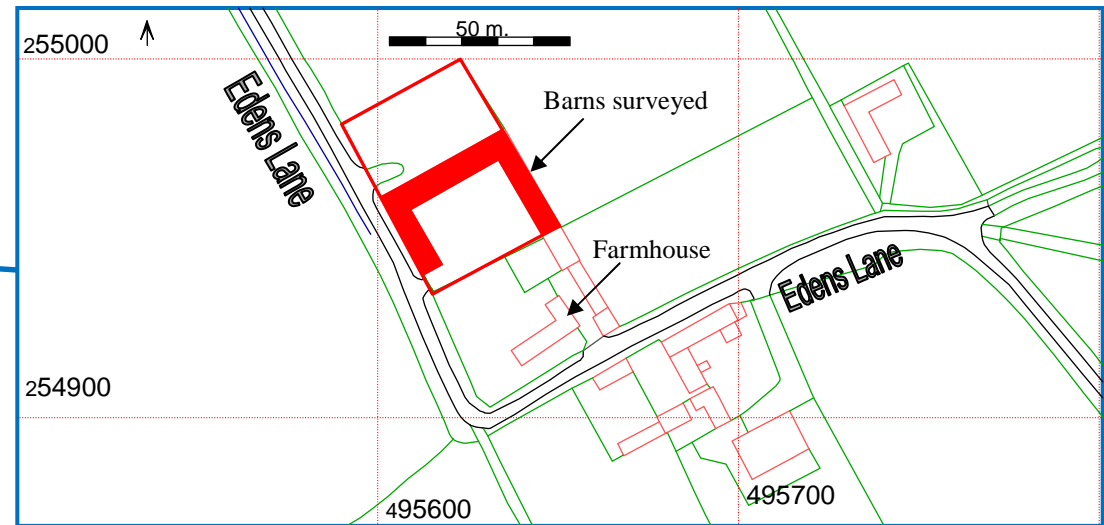 50 m.
255000
Edens Lane
Barns surveyed
Farmhouse
Edens Lane
254900
495700
495600